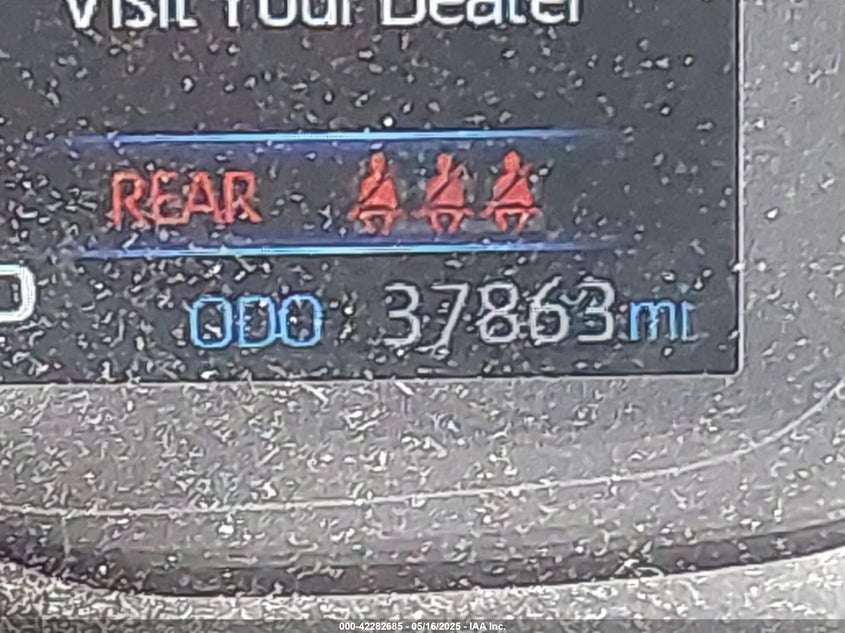 Visit Your Dealer
REAR
ODO 37863 mi
000-42282685 - 05/16/2025 - IAA Inc.